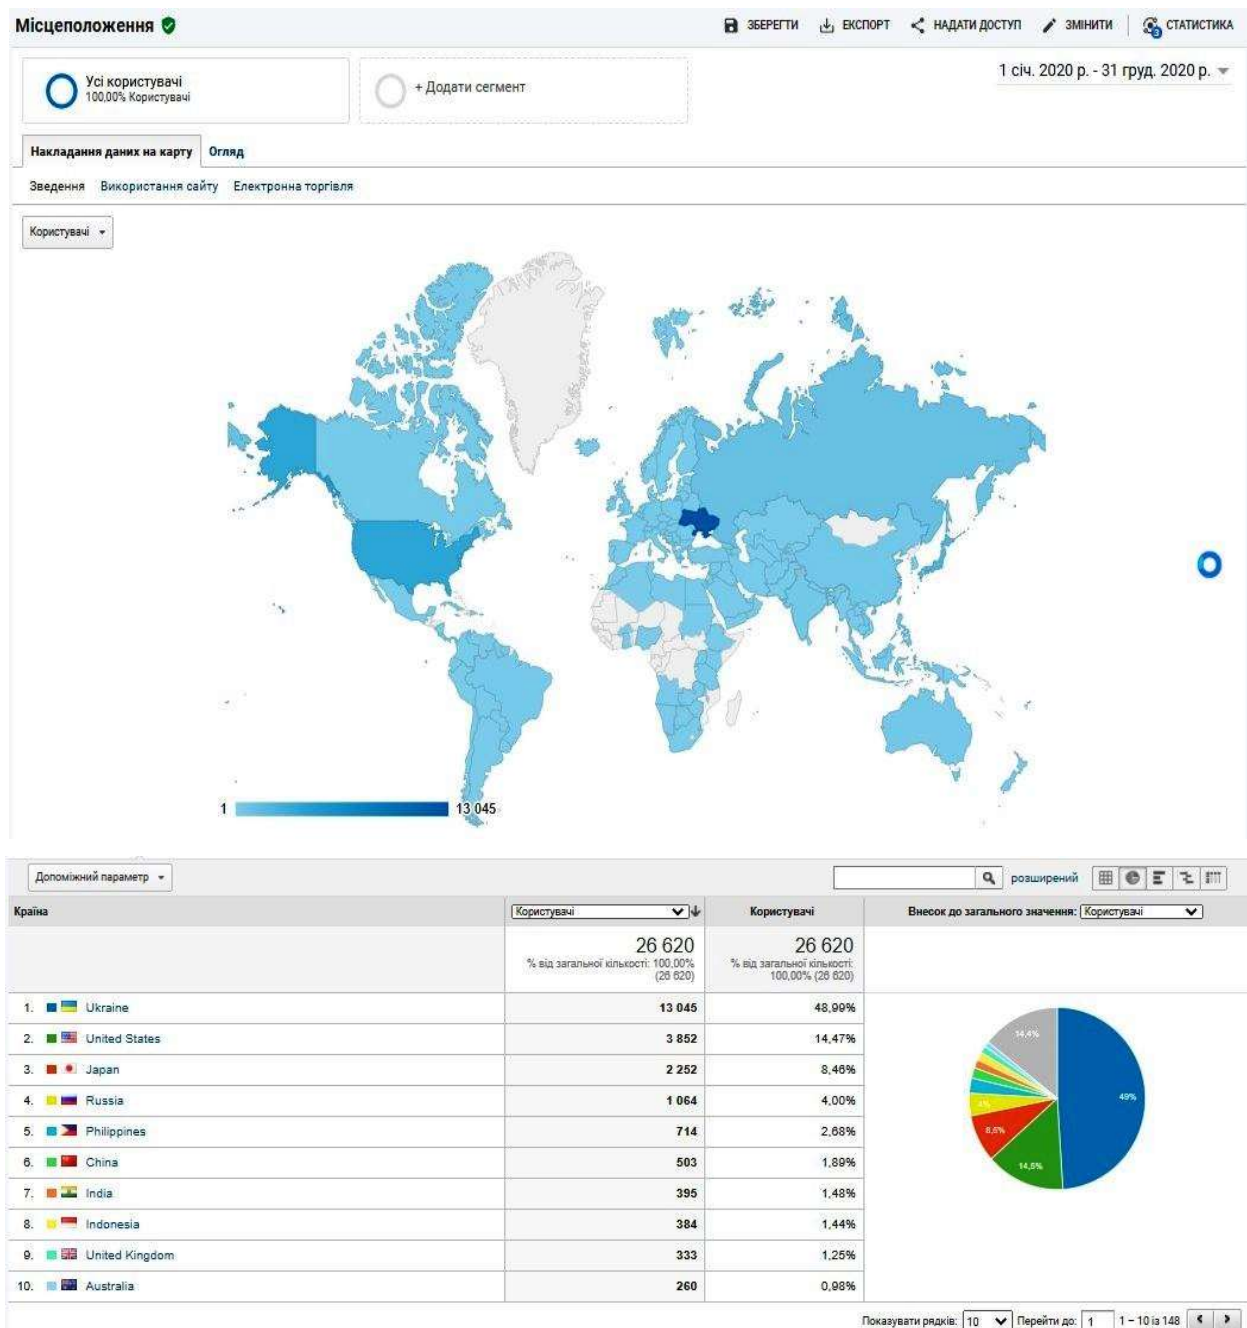 Місцеположення
ЗБЕРЕГТИ ЕКСПОРТ НАДАТИ ДОСТУП ЗМІНИТИ 3 СТАТИСТИКА
Усі користувачі
100,00% Користувачі
+ Додати сегмент
1 січ. 2020 р. - 31 груд. 2020 р.
Накладання даних на карту Огляд
Зведення Використання сайту Електронна торгівля
Користувачі
1 13 045
Допоміжний параметр розширений
Країна Користувачі Користувачі Внесок до загального значення: Користувачі
26 620 26 620
% від загальної кількості: 100,00% (26 620) % від загальної кількості: 100,00% (26 620)
1. Ukraine 13 045 48,99%
2. United States 3 852 14,47%
3. Japan 2 252 8,46%
4. Russia 1 064 4,00%
5. Philippines 714 2,68%
6. China 503 1,89%
7. India 395 1,48%
8. Indonesia 384 1,44%
9. United Kingdom 333 1,25%
10. Australia 260 0,98%
14,4%
49%
4%
8,5%
14,5%
Показувати рядків: 10 Перейти до: 1 1 – 10 із 148